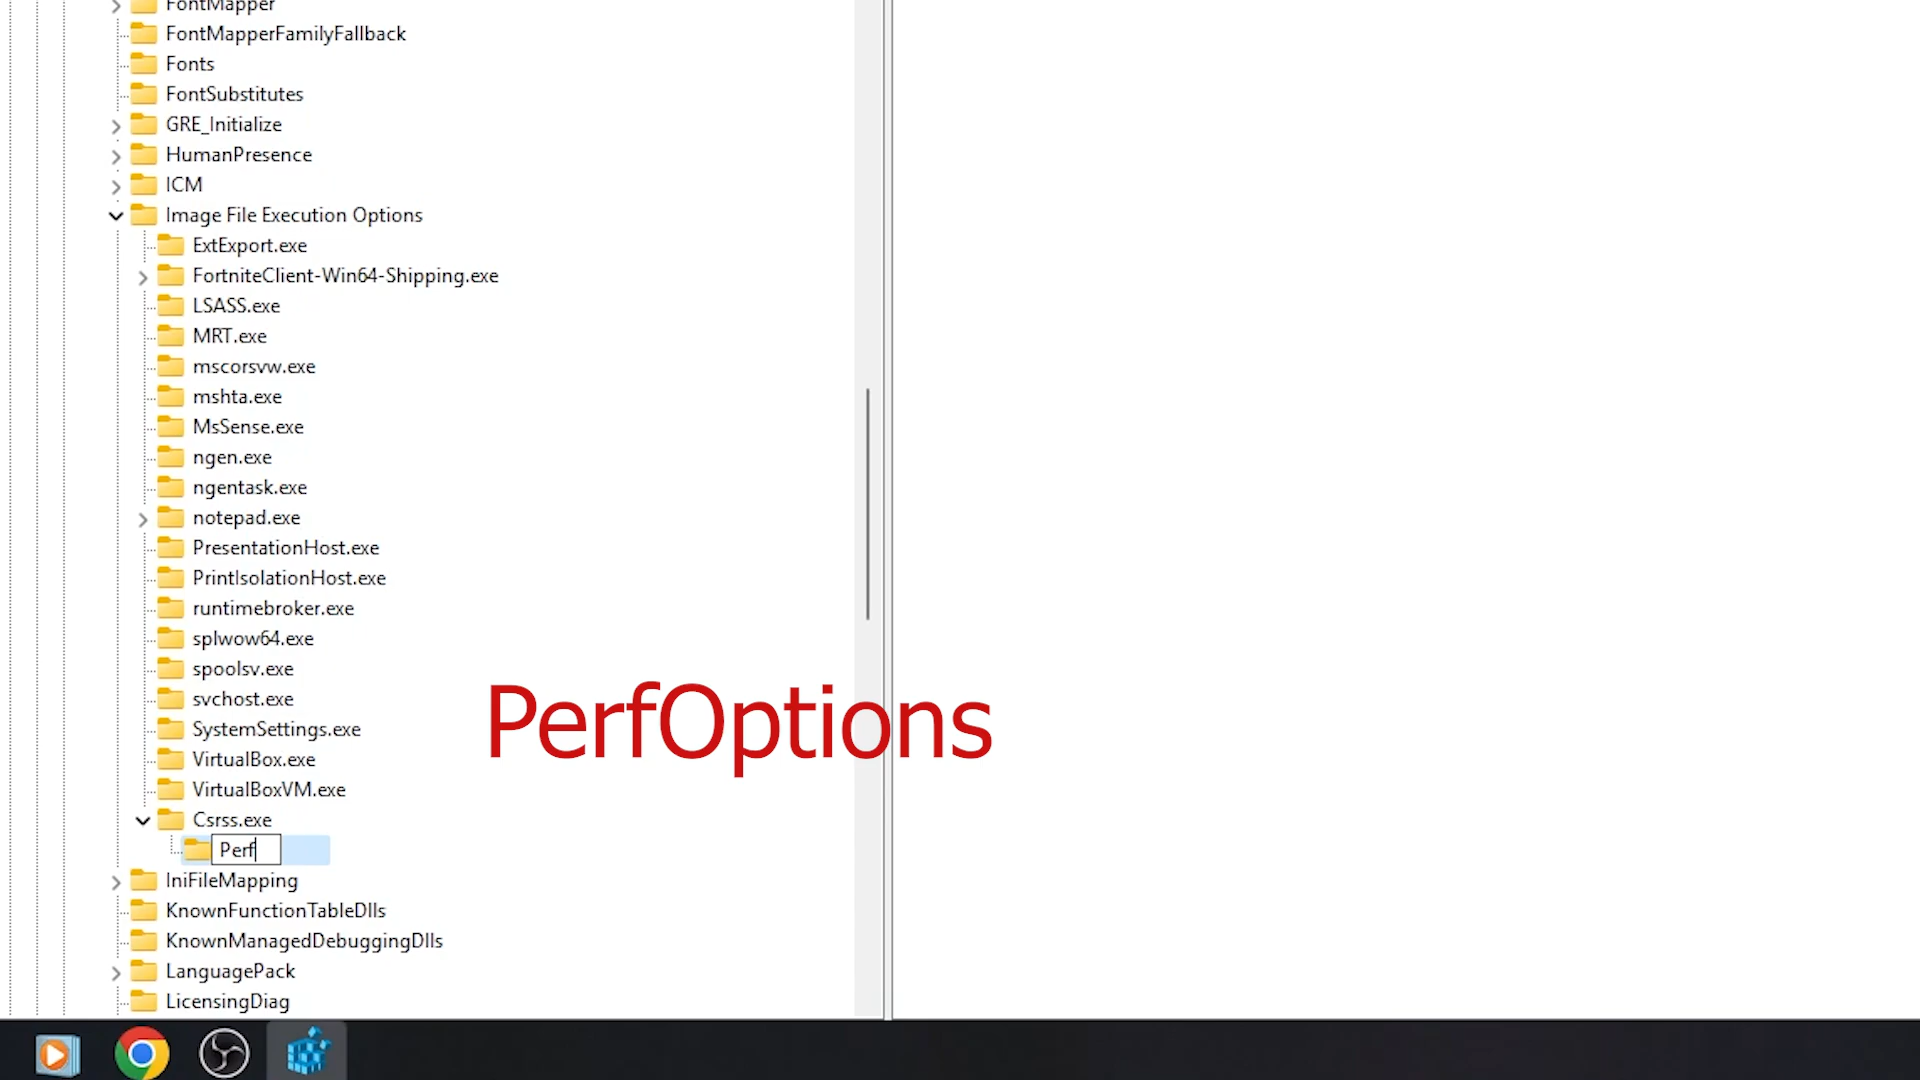 FontMapper
FontMapperFamilyFallback
Fonts
FontSubstitutes
GRE_Initialize
HumanPresence
ICM
Image File Execution Options
ExtExport.exe
FortniteClient-Win64-Shipping.exe
LSASS.exe
MRT.exe
mscorsvw.exe
mshta.exe
MsSense.exe
ngen.exe
ngentask.exe
notepad.exe
PresentationHost.exe
PrintIsolationHost.exe
runtimebroker.exe
splwow64.exe
spoolsv.exe
svchost.exe
SystemSettings.exe
PerfOptions
VirtualBox.exe
VirtualBoxVM.exe
Csrss.exe
Perf
IniFileMapping
KnownFunctionTableDlls
KnownManagedDebuggingDlls
LanguagePack
LicensingDiag